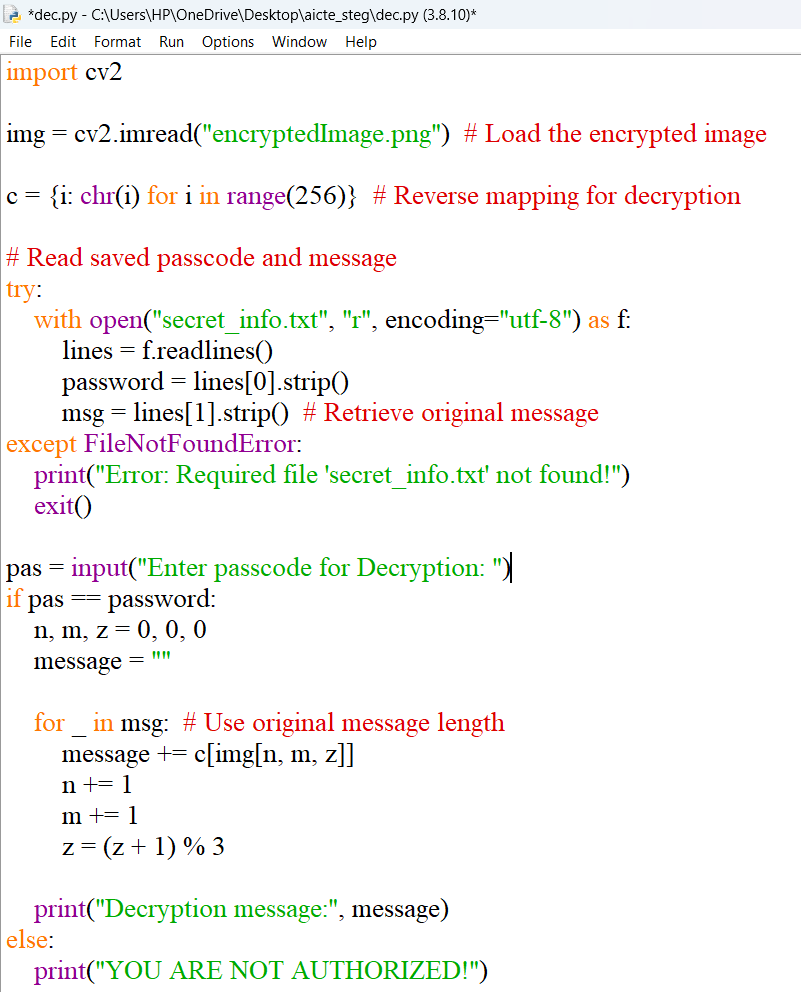 *dec.py - C:\Users\HP\OneDrive\Desktop\aicte_steg\dec.py (3.8.10)*
File Edit Format Run Options Window Help
import cv2
img = cv2.imread("encryptedImage.png")  # Load the encrypted image
c = {i: chr(i) for i in range(256)}  # Reverse mapping for decryption
# Read saved passcode and message
try:
    with open("secret_info.txt", "r", encoding="utf-8") as f:
        lines = f.readlines()
        password = lines[0].strip()
        msg = lines[1].strip()  # Retrieve original message
except FileNotFoundError:
    print("Error: Required file 'secret_info.txt' not found!")
    exit()
pas = input("Enter passcode for Decryption: ")
if pas == password:
    n, m, z = 0, 0, 0
    message = ""
    for _ in msg:  # Use original message length
        message += c[img[n, m, z]]
        n += 1
        m += 1
        z = (z + 1) % 3
    print("Decryption message:", message)
else:
    print("YOU ARE NOT AUTHORIZED!")